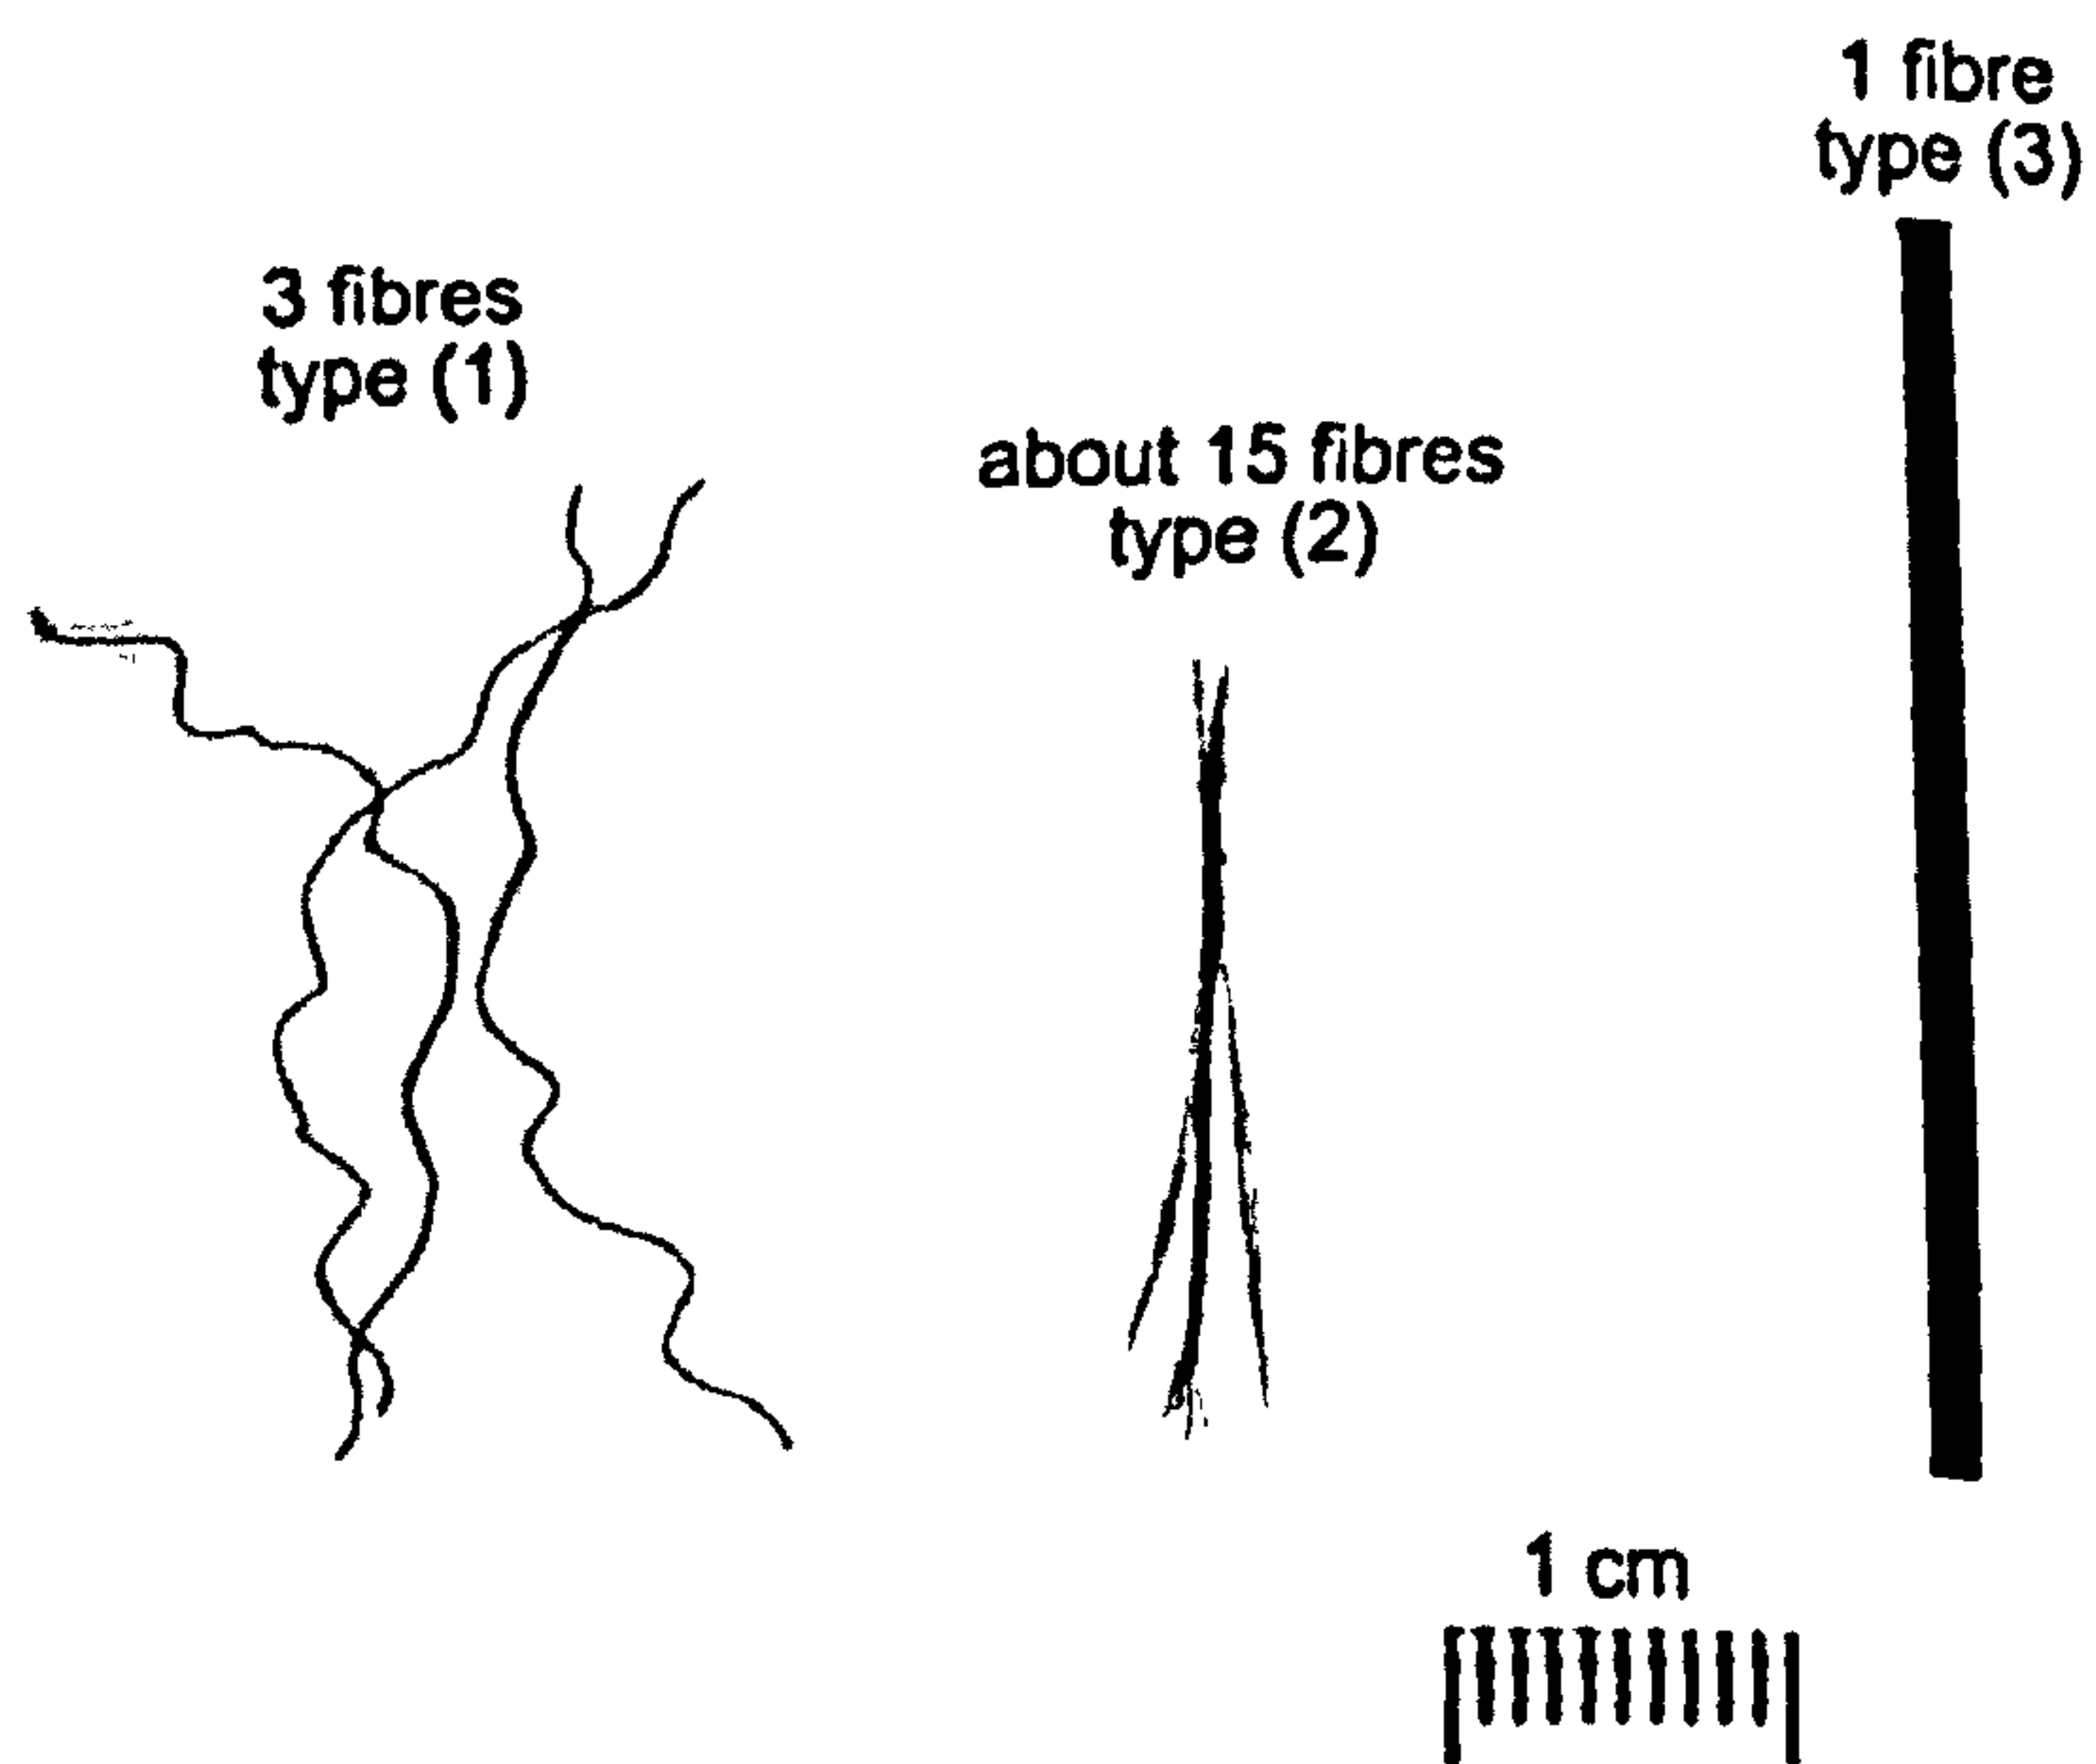 1 fibre
type (3)
3 fibres
type (1)
about 15 fibres
type (2)
1 cm